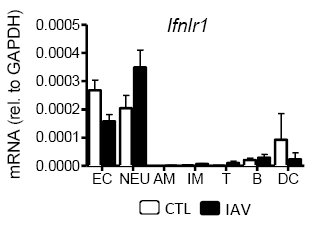 Ifnlr1
mRNA (rel. to GAPDH)
0.0005
0.0004
0.0003
0.0002
0.0001
0.0000
EC NEU AM IM T B DC
CTL IAV